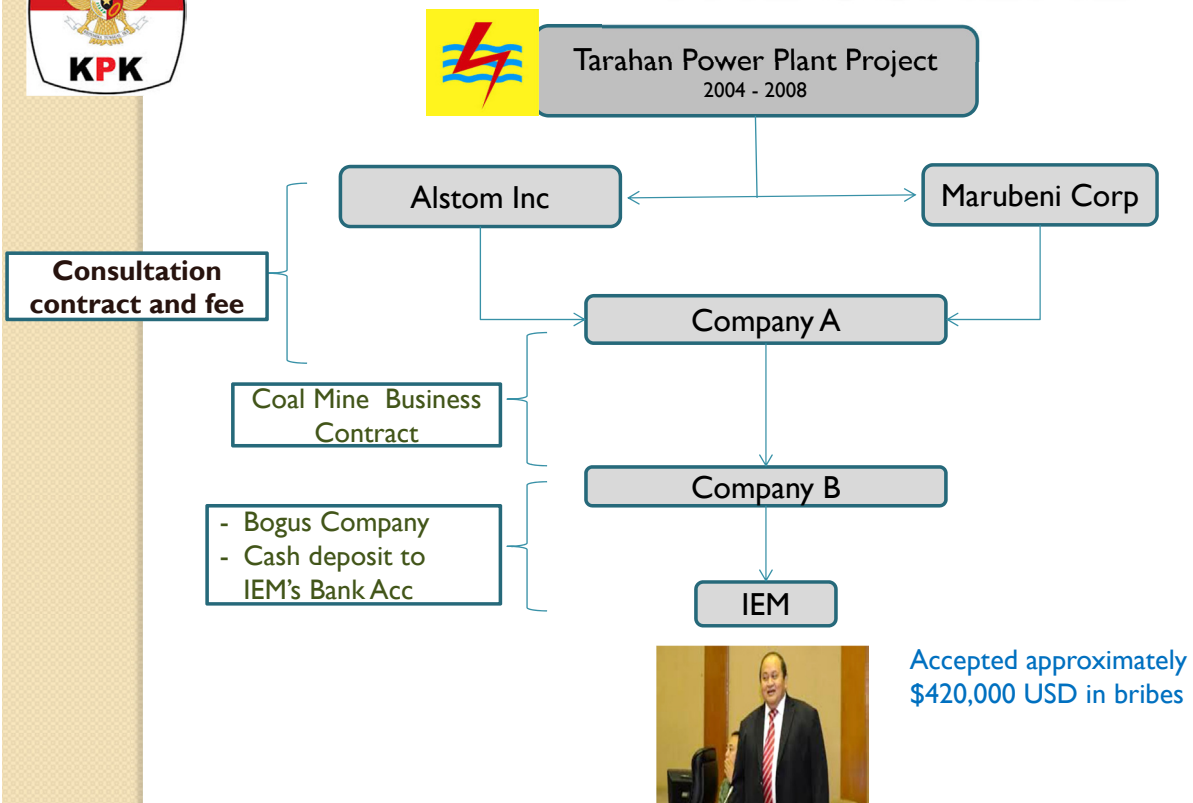 KPK
Tarahan Power Plant Project
2004 - 2008
Alstom Inc
Marubeni Corp
Consultation
contract and fee
Company A
Coal Mine Business
Contract
Company B
- Bogus Company
- Cash deposit to
IEM's Bank Acc
IEM
Accepted approximately
$420,000 USD in bribes